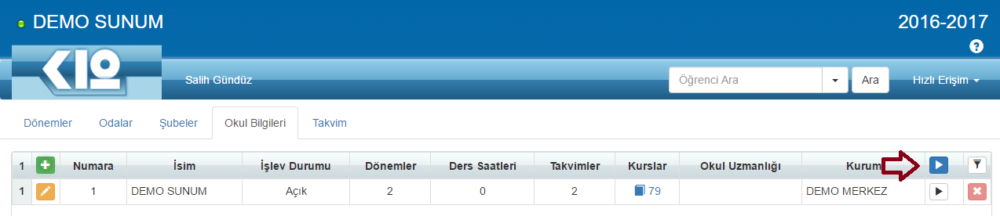 DEMO SUNUM 2016-2017
K12
Salih Gündüz Öğrenci Ara Ara Hızlı Erişim
Dönemler Odalar Şubeler Okul Bilgileri Takvim
1 Numara İsim İşlev Durumu Dönemler Ders Saatleri Takvimler Kurslar Okul Uzmanlığı Kurum
1 1 DEMO SUNUM Açık 2 0 2 79 DEMO MERKEZ